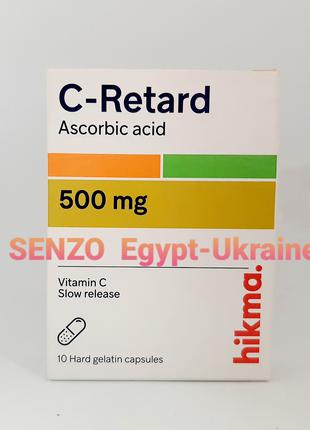 C-Retard
Ascorbic acid
500 mg
SENZO Egypt-Ukraine
Vitamin C
Slow release
10 Hard gelatin capsules
hikma.